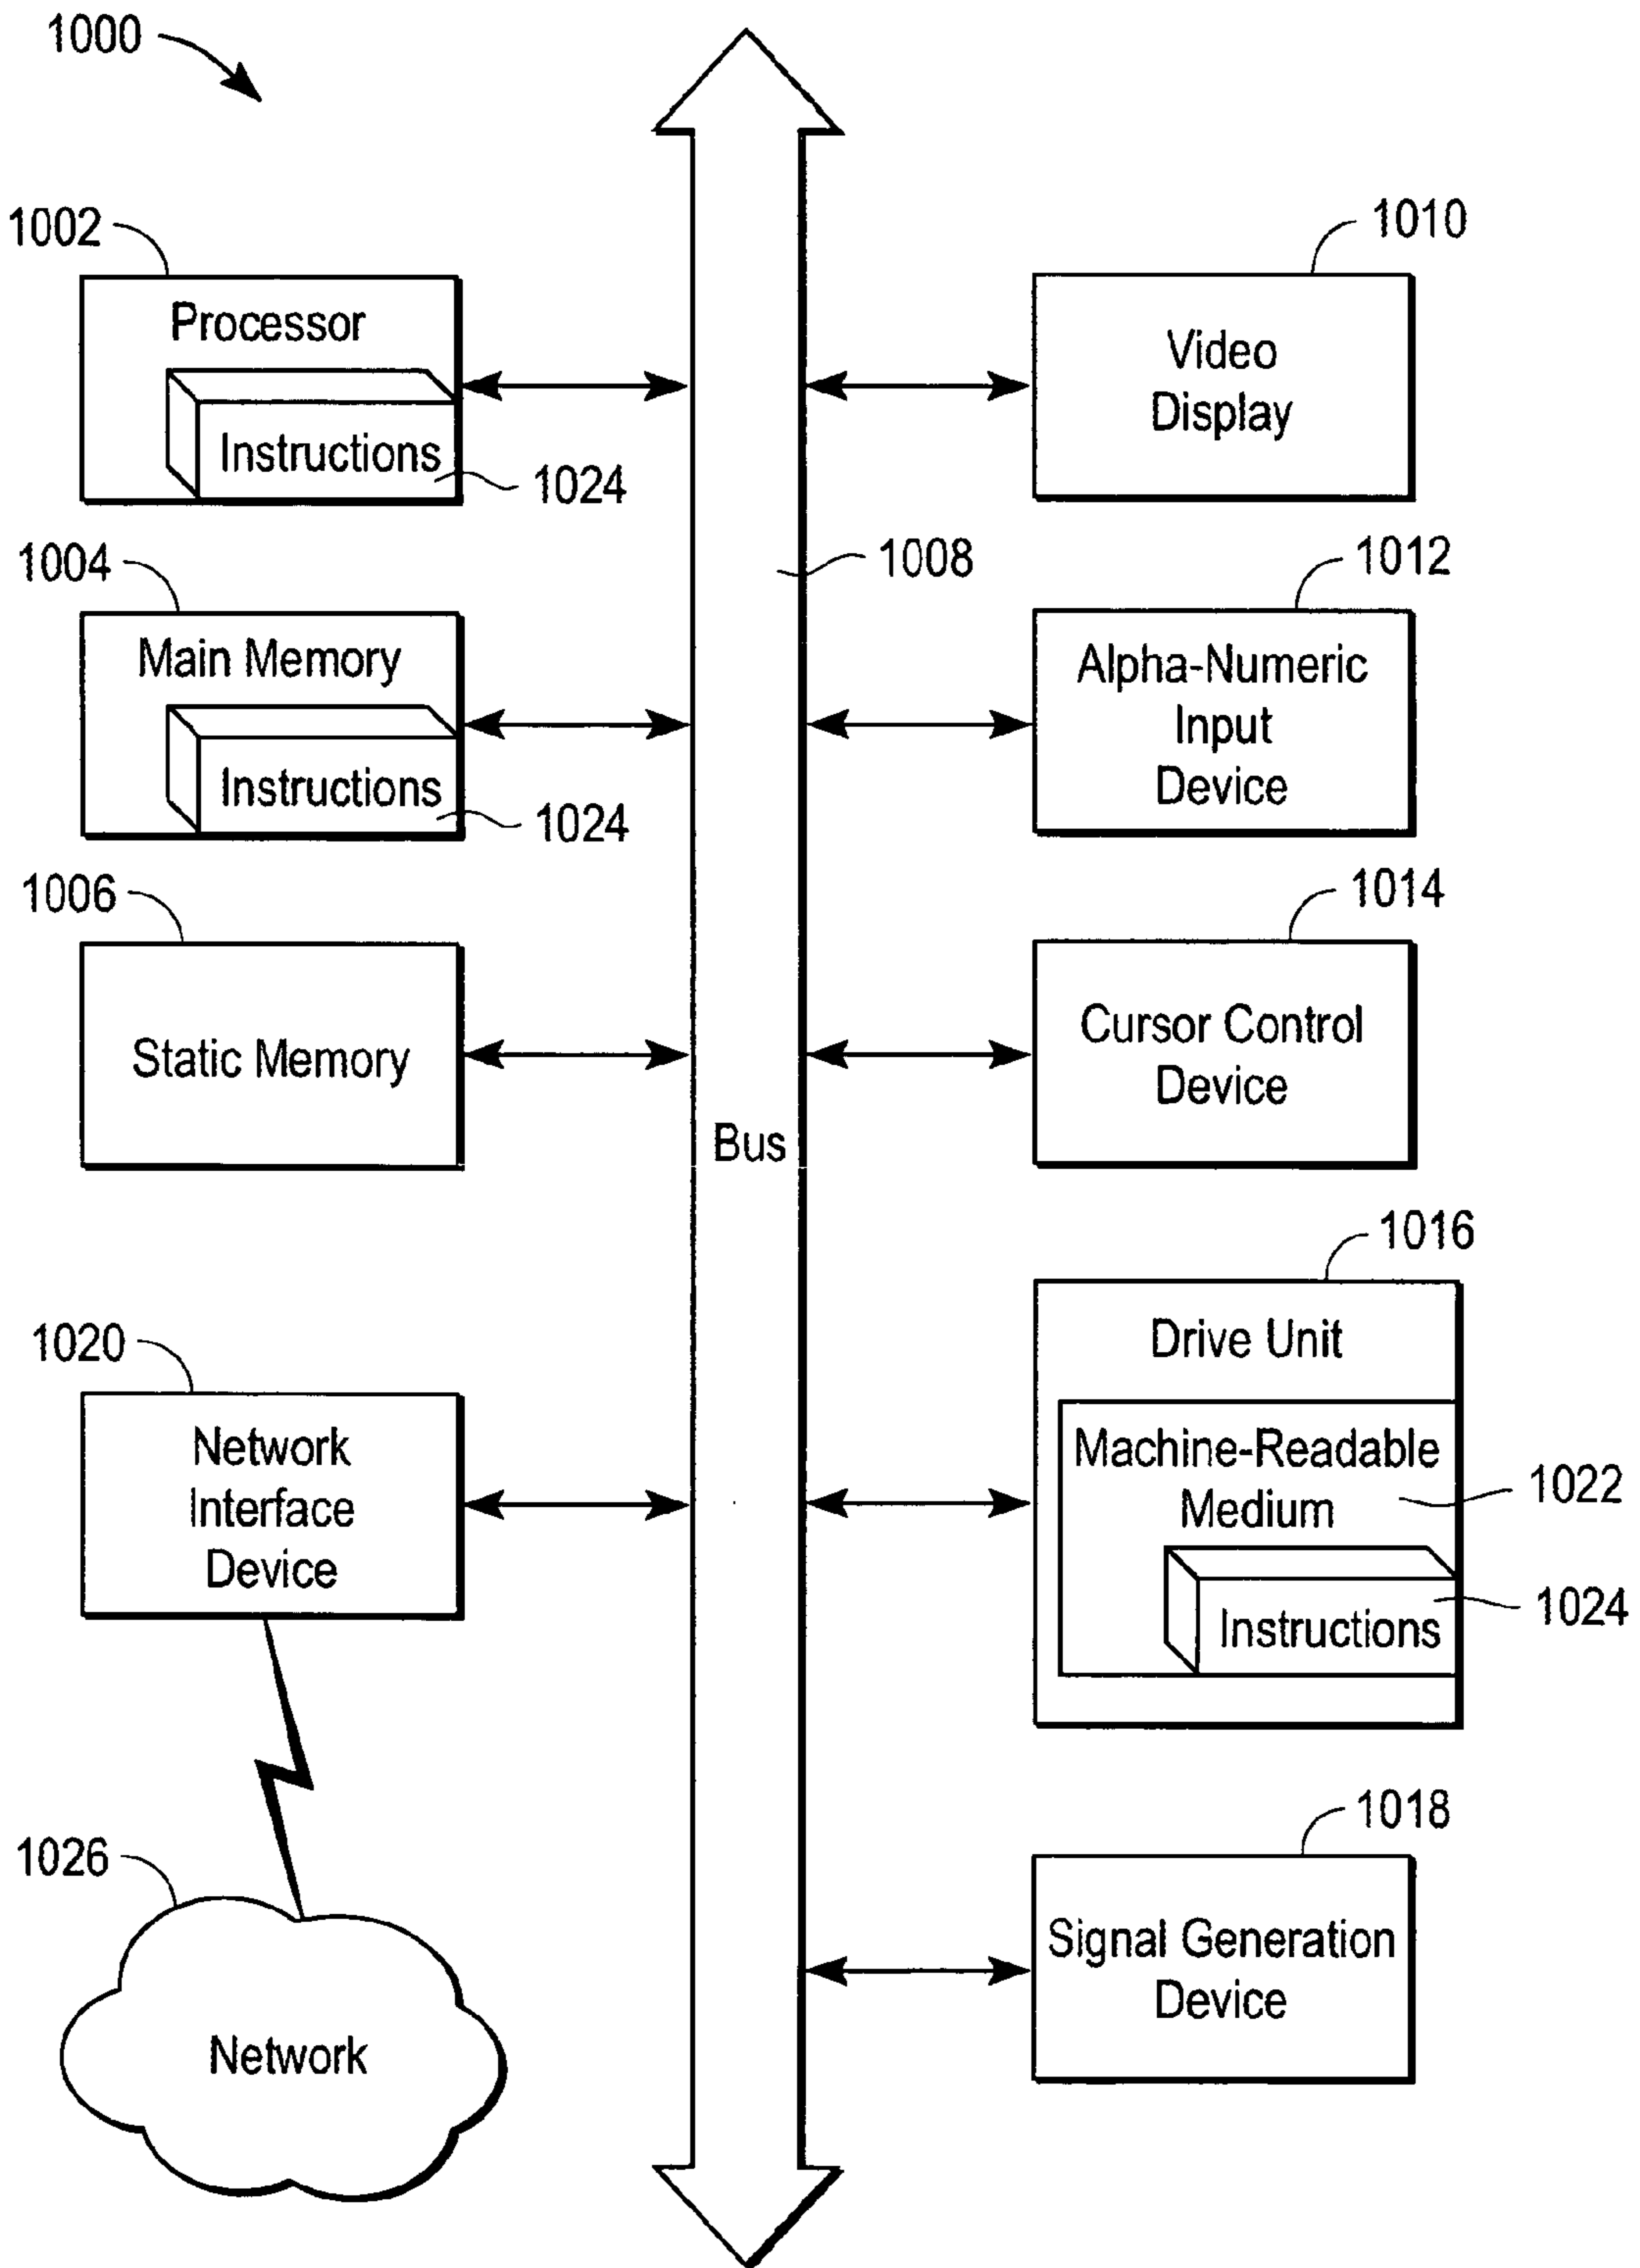 1000
1002
Processor
Instructions
1024
1004
Main Memory
Instructions
1024
1006
Static Memory
1020
Network
Interface
Device
1026
Network
1008
Bus
1010
Video
Display
1012
Alpha-Numeric
Input
Device
1014
Cursor Control
Device
1016
Drive Unit
Machine-Readable
Medium
1022
Instructions
1024
1018
Signal Generation
Device